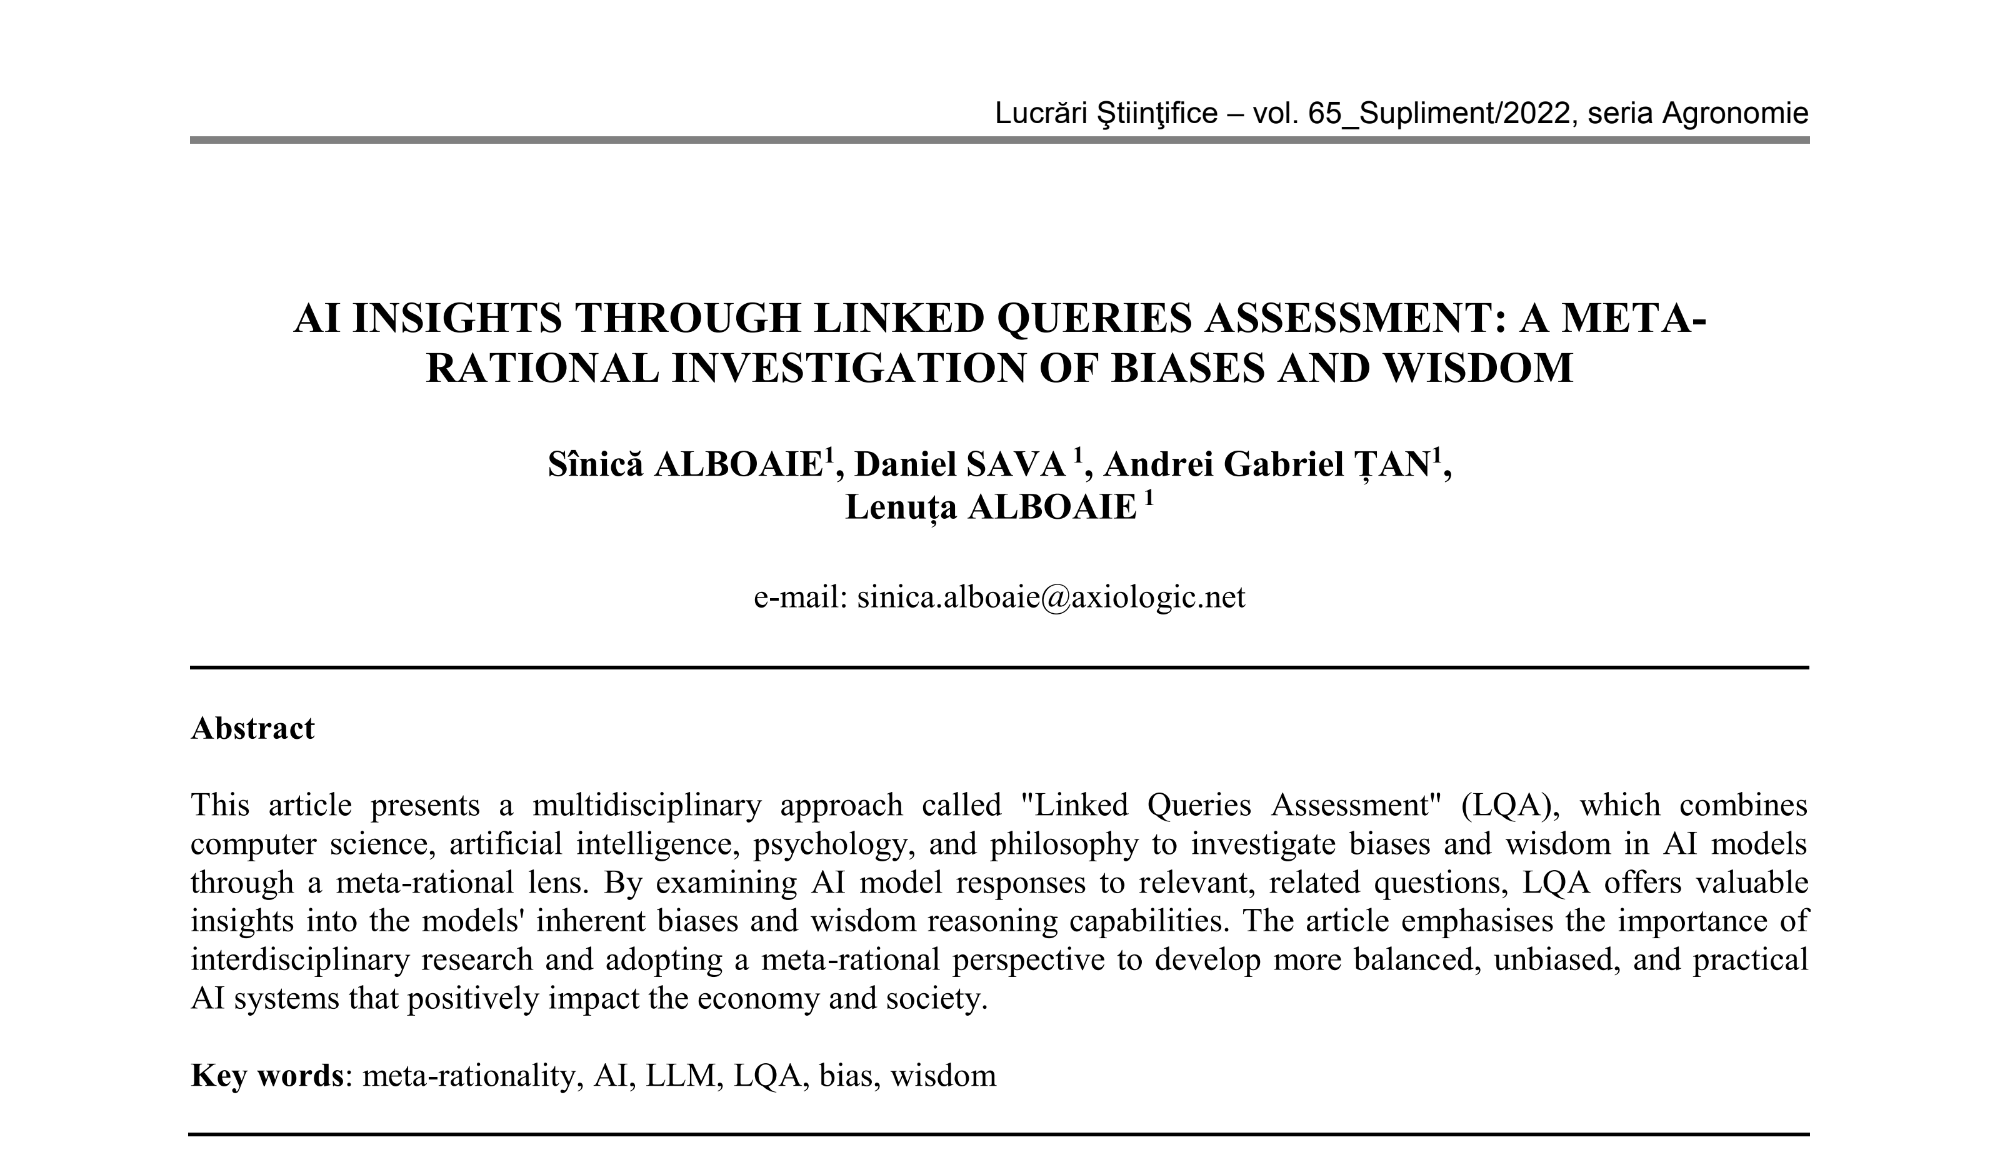 Lucrări Ştiinţifice – vol. 65_Supliment/2022, seria Agronomie
AI INSIGHTS THROUGH LINKED QUERIES ASSESSMENT: A META-
RATIONAL INVESTIGATION OF BIASES AND WISDOM
Sînică ALBOAIE¹, Daniel SAVA ¹, Andrei Gabriel ȚAN¹,
Lenuța ALBOAIE ¹
e-mail: sinica.alboaie@axiologic.net
Abstract
This article presents a multidisciplinary approach called "Linked Queries Assessment" (LQA), which combines
computer science, artificial intelligence, psychology, and philosophy to investigate biases and wisdom in AI models
through a meta-rational lens. By examining AI model responses to relevant, related questions, LQA offers valuable
insights into the models' inherent biases and wisdom reasoning capabilities. The article emphasises the importance of
interdisciplinary research and adopting a meta-rational perspective to develop more balanced, unbiased, and practical
AI systems that positively impact the economy and society.
Key words: meta-rationality, AI, LLM, LQA, bias, wisdom